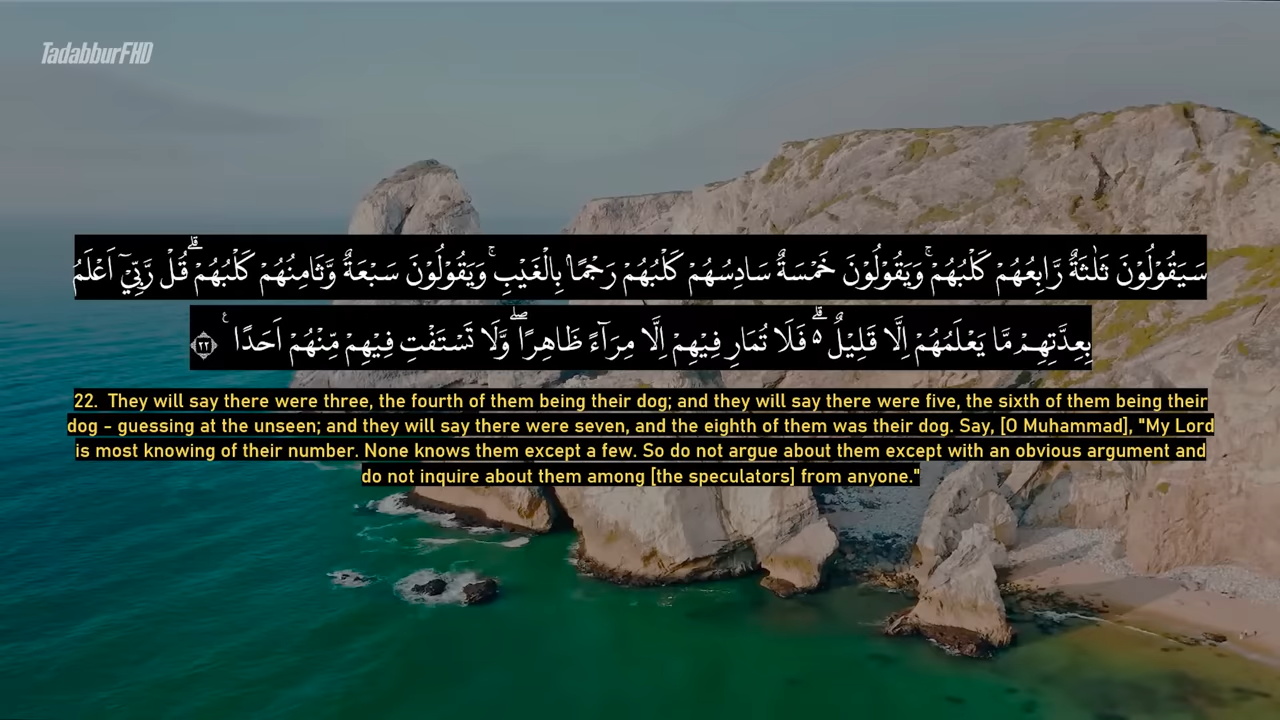 TadabburFHD
سَيَقُوْلُوْنَ ثَلٰثَةٌ رَّابِعُهُمْ كَلْبُهُمْ ۚ وَيَقُوْلُوْنَ خَمْسَةٌ سَادِسُهُمْ كَلْبُهُمْ رَجْمًاۢ بِالْغَيْبِ ۚ وَيَقُوْلُوْنَ سَبْعَةٌ وَّثَامِنُهُمْ كَلْبُهُمْ ۗ قُلْ رَّبِّيْٓ اَعْلَمُ
بِعِدَّتِهِمْ مَّا يَعْلَمُهُمْ اِلَّا قَلِيْلٌ ەۗ فَلَا تُمَارِ فِيْهِمْ اِلَّا مِرَاۤءً ظَاهِرًا ۖ وَّلَا تَسْتَفْتِ فِيْهِمْ مِّنْهُمْ اَحَدًا ࣖ ٢٢
22. They will say there were three, the fourth of them being their dog; and they will say there were five, the sixth of them being their
dog - guessing at the unseen; and they will say there were seven, and the eighth of them was their dog. Say, [O Muhammad], "My Lord
is most knowing of their number. None knows them except a few. So do not argue about them except with an obvious argument and
do not inquire about them among [the speculators] from anyone."